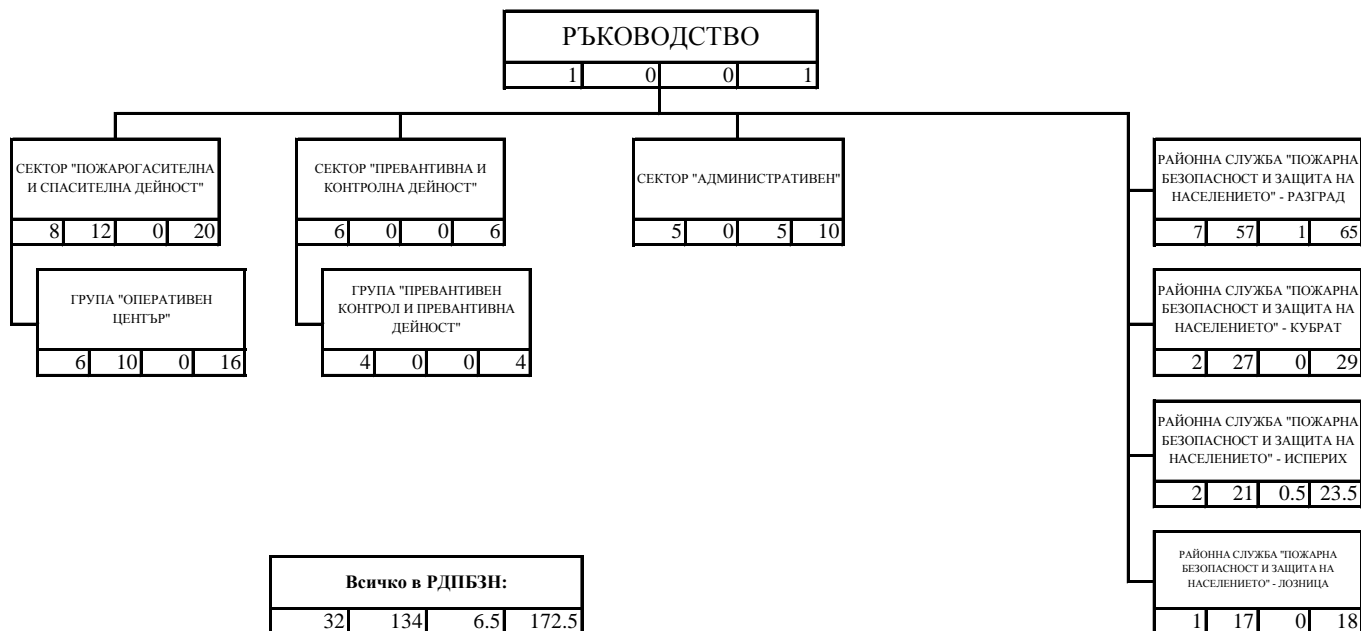 РЪКОВОДСТВО
1 0 0 1
СЕКТОР "ПОЖАРОГАСИТЕЛНА
И СПАСИТЕЛНА ДЕЙНОСТ"
8 12 0 20
ГРУПА "ОПЕРАТИВЕН
ЦЕНТЪР"
6 10 0 16
СЕКТОР "ПРЕВАНТИВНА И
КОНТРОЛНА ДЕЙНОСТ"
6 0 0 6
ГРУПА "ПРЕВАНТИВЕН
КОНТРОЛ И ПРЕВАНТИВНА
ДЕЙНОСТ"
4 0 0 4
СЕКТОР "АДМИНИСТРАТИВЕН"
5 0 5 10
РАЙОННА СЛУЖБА "ПОЖАРНА
БЕЗОПАСНОСТ И ЗАЩИТА НА
НАСЕЛЕНИЕТО" - РАЗГРАД
7 57 1 65
РАЙОННА СЛУЖБА "ПОЖАРНА
БЕЗОПАСНОСТ И ЗАЩИТА НА
НАСЕЛЕНИЕТО" - КУБРАТ
2 27 0 29
РАЙОННА СЛУЖБА "ПОЖАРНА
БЕЗОПАСНОСТ И ЗАЩИТА НА
НАСЕЛЕНИЕТО" - ИСПЕРИХ
2 21 0.5 23.5
РАЙОННА СЛУЖБА "ПОЖАРНА
БЕЗОПАСНОСТ И ЗАЩИТА НА
НАСЕЛЕНИЕТО" - ЛОЗНИЦА
1 17 0 18
Всичко в РДПБЗН:
32 134 6.5 172.5